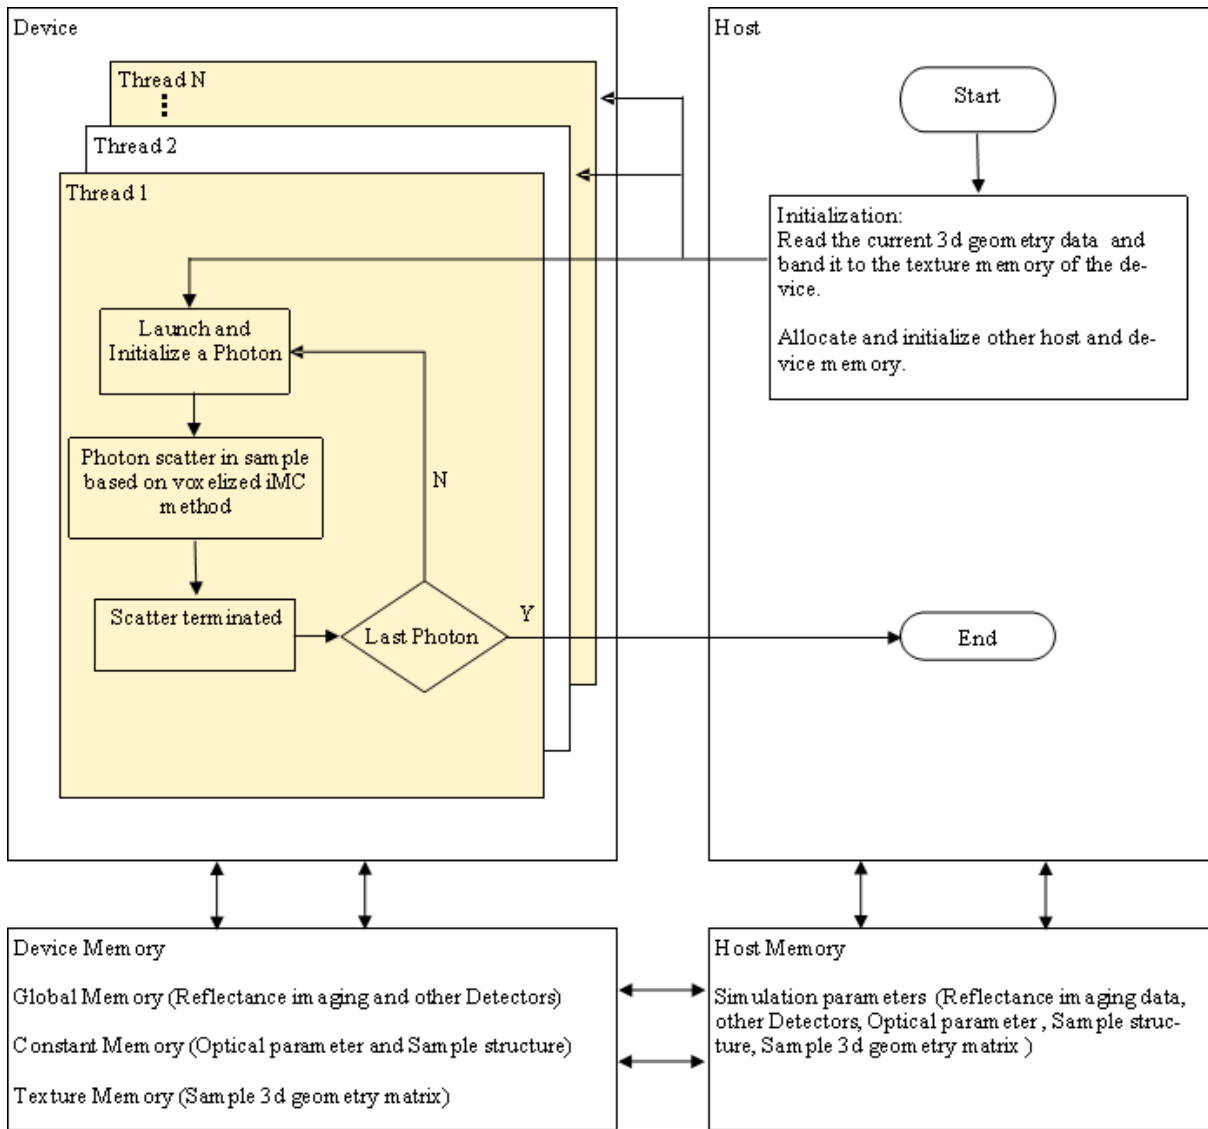 Device
Thread N
Thread 2
Thread 1
Launch and
Initialize a Photon
Photon scatter in sample
based on voxelized iMC
method
Scatter terminated
Last Photon
N
Y
Host
Start
Initialization:
Read the current 3d geometry data and
band it to the texture memory of the de-
vice.
Allocate and initialize other host and de-
vice memory.
End
Device Memory
Global Memory (Reflectance imaging and other Detectors)
Constant Memory (Optical parameter and Sample structure)
Texture Memory (Sample 3d geometry matrix)
Host Memory
Simulation parameters (Reflectance imaging data,
other Detectors, Optical parameter , Sample struc-
ture, Sample 3d geometry matrix )